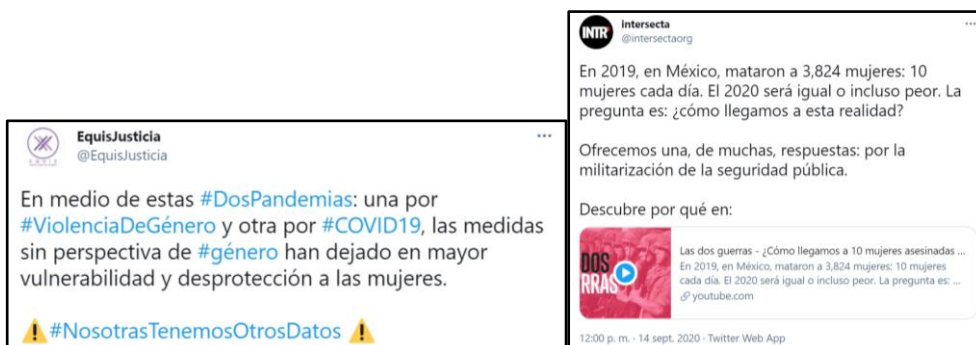 EquisJusticia
@EquisJusticia
En medio de estas #DosPandemias: una por
#ViolenciaDeGénero y otra por #COVID19, las medidas
sin perspectiva de #género han dejado en mayor
vulnerabilidad y desprotección a las mujeres.
⚠️ #NosotrasTenemosOtrosDatos ⚠️
INTR
intersecta
@intersectaorg
En 2019, en México, mataron a 3,824 mujeres: 10
mujeres cada día. El 2020 será igual o incluso peor. La
pregunta es: ¿cómo llegamos a esta realidad?
Ofrecemos una, de muchas, respuestas: por la
militarización de la seguridad pública.
Descubre por qué en:
DOS
RRAS
Las dos guerras - ¿Cómo llegamos a 10 mujeres asesinadas ...
En 2019, en México, mataron a 3,824 mujeres: 10 mujeres
cada día. El 2020 será igual o incluso peor. La pregunta es: ...
youtube.com
12:00 p. m. · 14 sept. 2020 · Twitter Web App